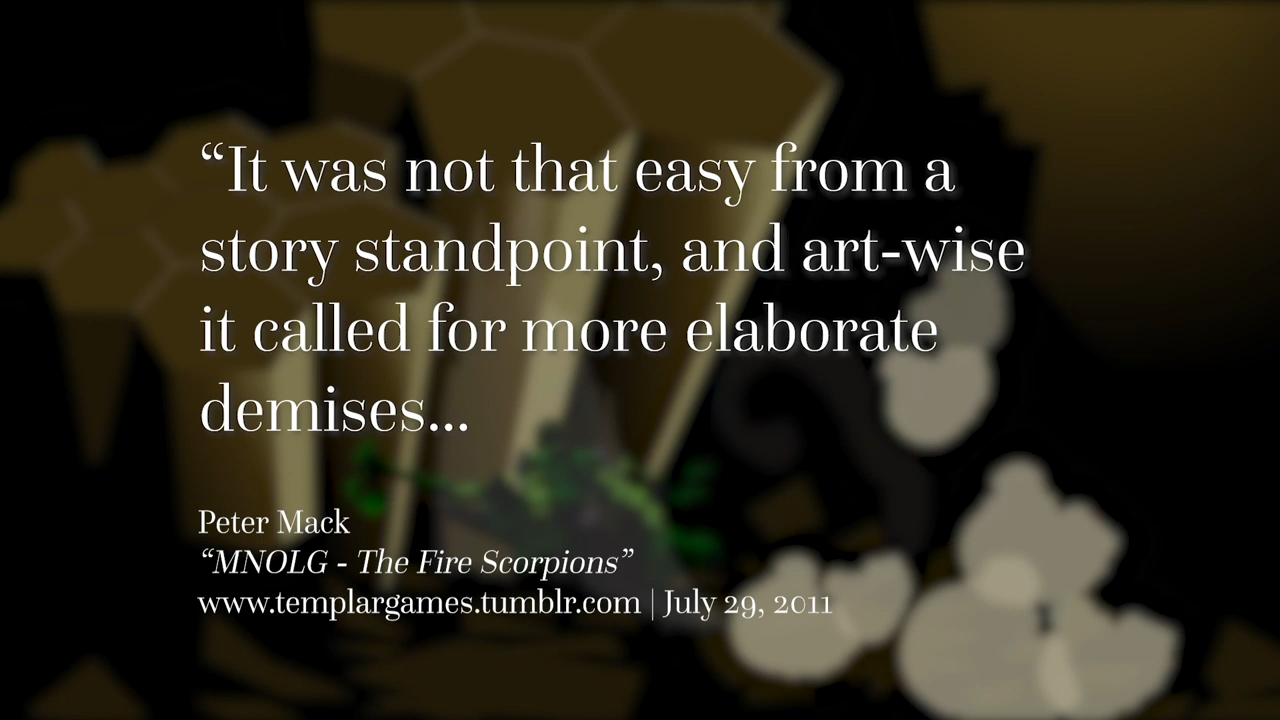 “It was not that easy from a
story standpoint, and art-wise
it called for more elaborate
demises...
Peter Mack
“MNOLG - The Fire Scorpions”
www.templargames.tumblr.com | July 29, 2011